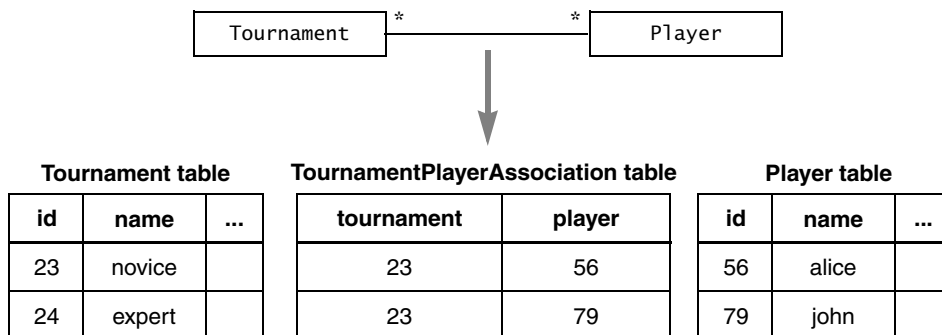 Tournament * * Player
Tournament table TournamentPlayerAssociation table Player table
id name ... tournament player id name ...
23 novice 23 56 56 alice
24 expert 23 79 79 john